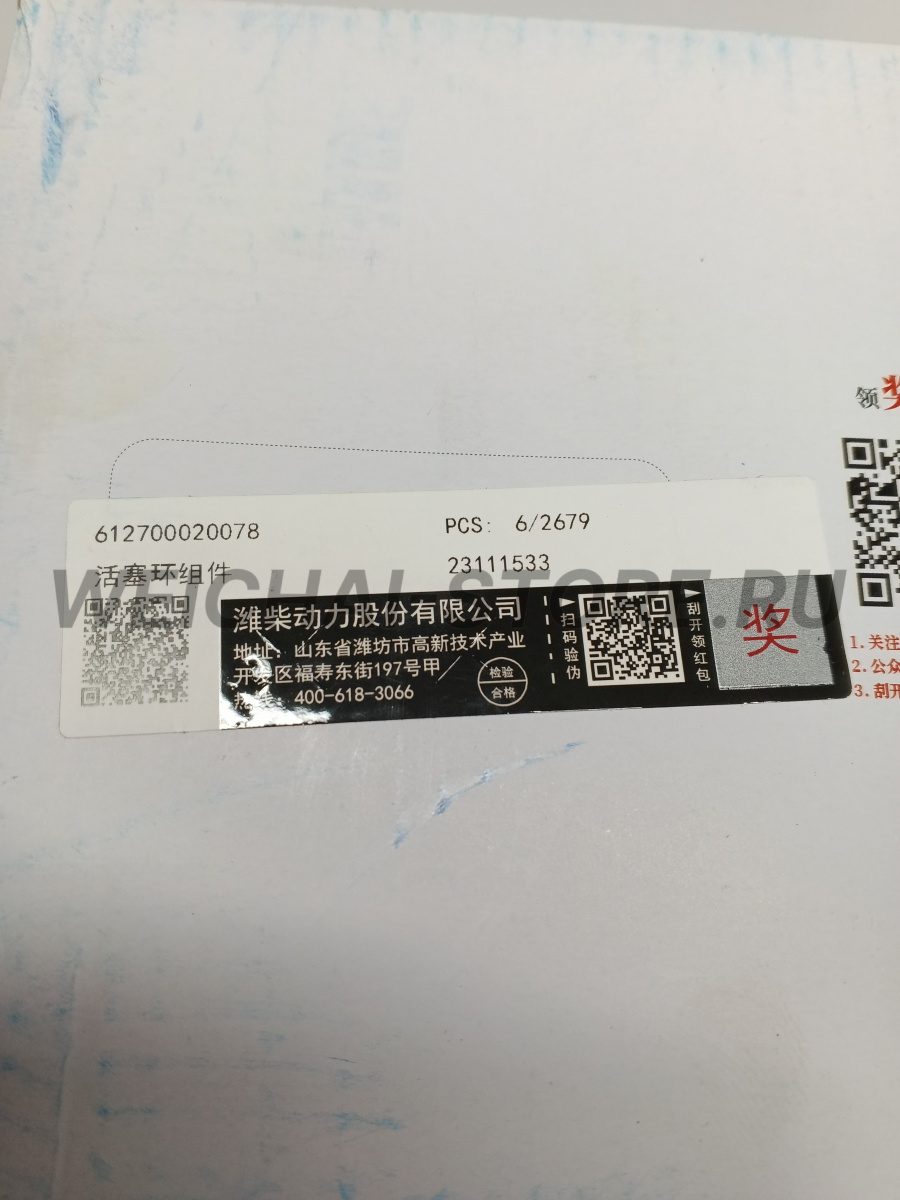 领奖
612700020078
PCS: 6/2679
活塞环组件
23111533
WEICHAI-STORE.RU
潍柴动力股份有限公司
地址：山东省潍坊市高新技术产业
开发区福寿东街197号甲
400-618-3066
检验
合格
扫码验伪
刮开领红包
奖
1.关注
2.公众
3.刮开